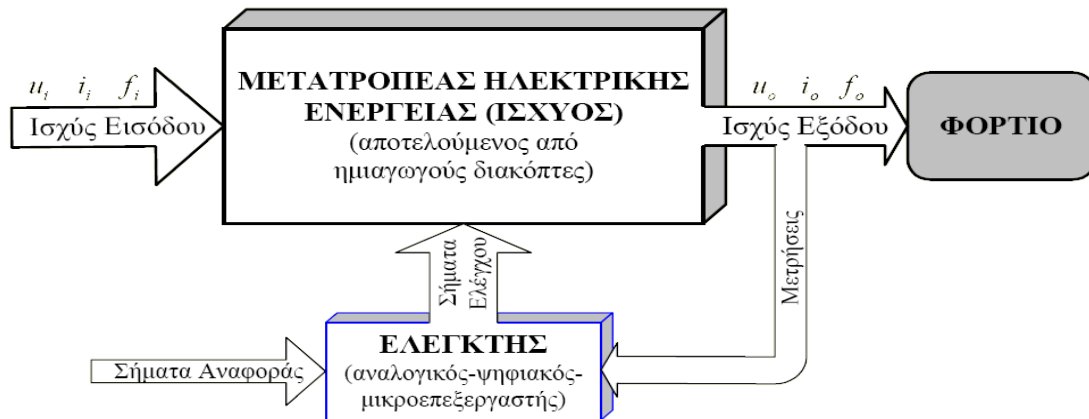 u_i i_i f_i
Ισχύς Εισόδου
ΜΕΤΑΤΡΟΠΕΑΣ ΗΛΕΚΤΡΙΚΗΣ
ΕΝΕΡΓΕΙΑΣ (ΙΣΧΥΟΣ)
(αποτελούμενος από
ημιαγωγούς διακόπτες)
u_o i_o f_o
Ισχύς Εξόδου
ΦΟΡΤΙΟ
Σήματα
Ελέγχου
Μετρήσεις
Σήματα Αναφοράς
ΕΛΕΓΚΤΗΣ
(αναλογικός-ψηφιακός-
μικροεπεξεργαστής)